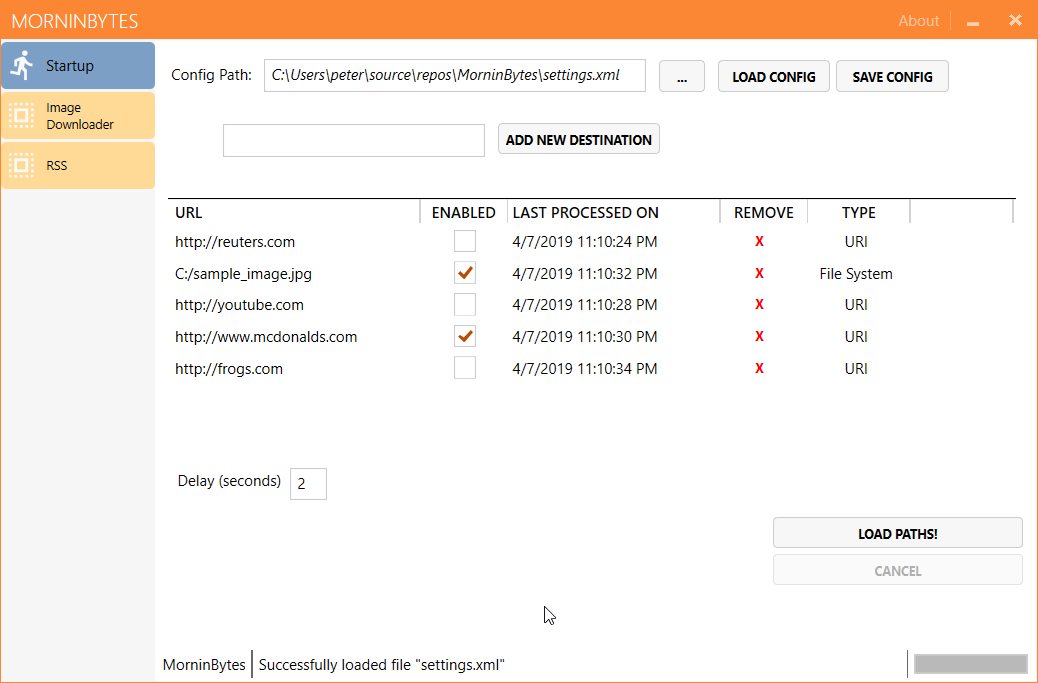 MORNINBYTES About
Startup
Image
Downloader
RSS
Config Path: C:\Users\peter\source\repos\MorninBytes\settings.xml ... LOAD CONFIG SAVE CONFIG
ADD NEW DESTINATION
URL ENABLED LAST PROCESSED ON REMOVE TYPE
http://reuters.com 4/7/2019 11:10:24 PM X URI
C:/sample_image.jpg 4/7/2019 11:10:32 PM X File System
http://youtube.com 4/7/2019 11:10:28 PM X URI
http://www.mcdonalds.com 4/7/2019 11:10:30 PM X URI
http://frogs.com 4/7/2019 11:10:34 PM X URI
Delay (seconds) 2
LOAD PATHS!
CANCEL
MorninBytes Successfully loaded file "settings.xml"